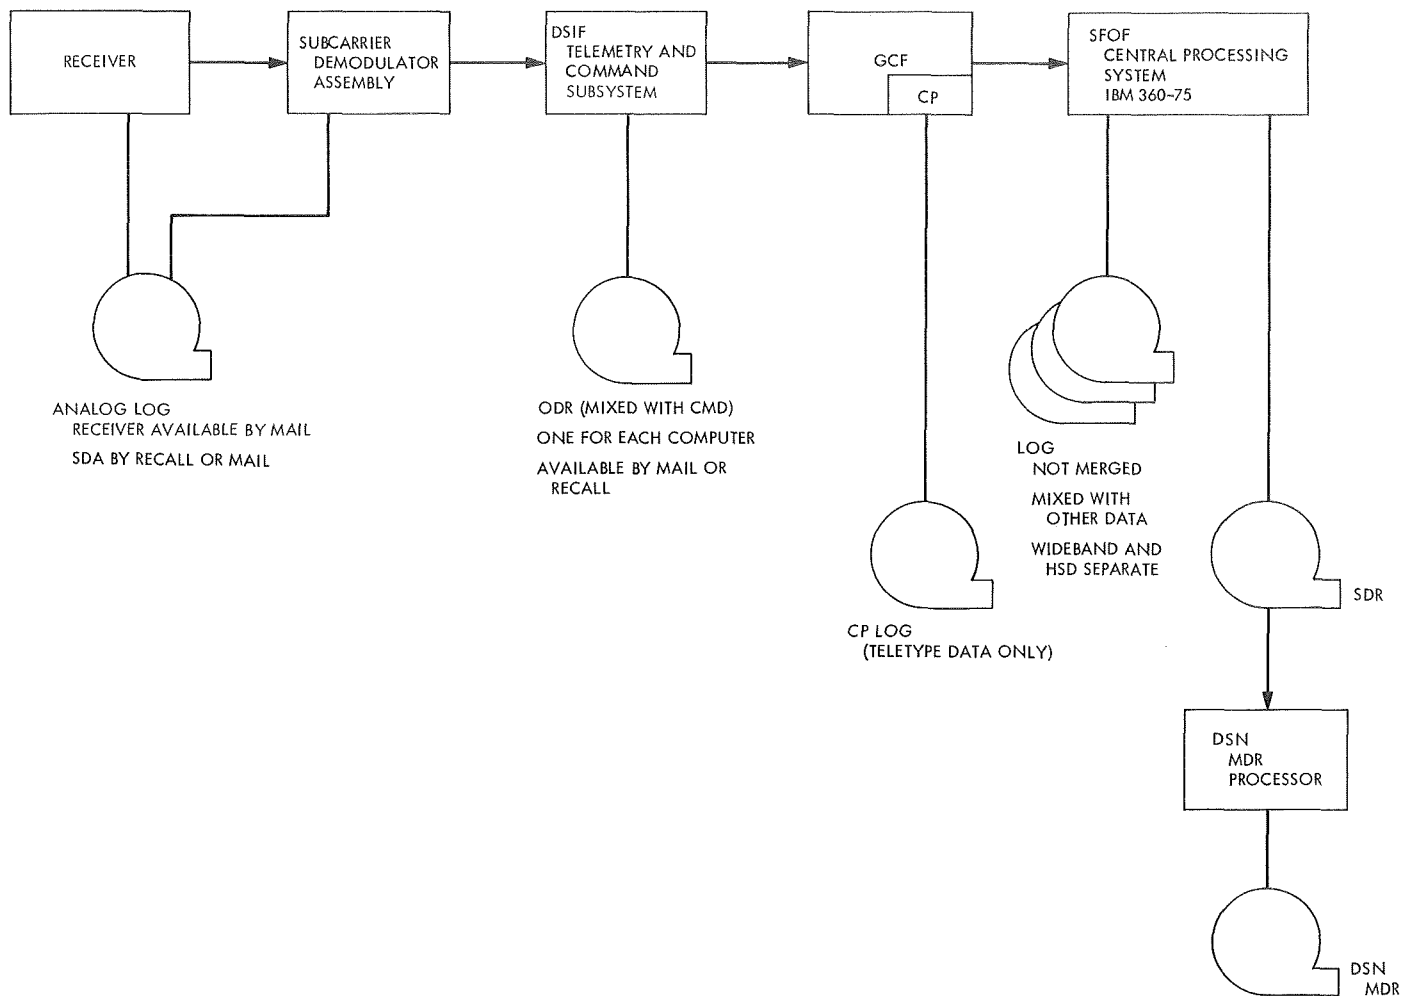 RECEIVER
SUBCARRIER
DEMODULATOR
ASSEMBLY
DSIF
TELEMETRY AND
COMMAND
SUBSYSTEM
GCF
CP
SFOF
CENTRAL PROCESSING
SYSTEM
IBM 360-75
ANALOG LOG
RECEIVER AVAILABLE BY MAIL
SDA BY RECALL OR MAIL
ODR (MIXED WITH CMD)
ONE FOR EACH COMPUTER
AVAILABLE BY MAIL OR
RECALL
CP LOG
(TELETYPE DATA ONLY)
LOG
NOT MERGED
MIXED WITH
OTHER DATA
WIDEBAND AND
HSD SEPARATE
SDR
DSN
MDR
PROCESSOR
DSN
MDR